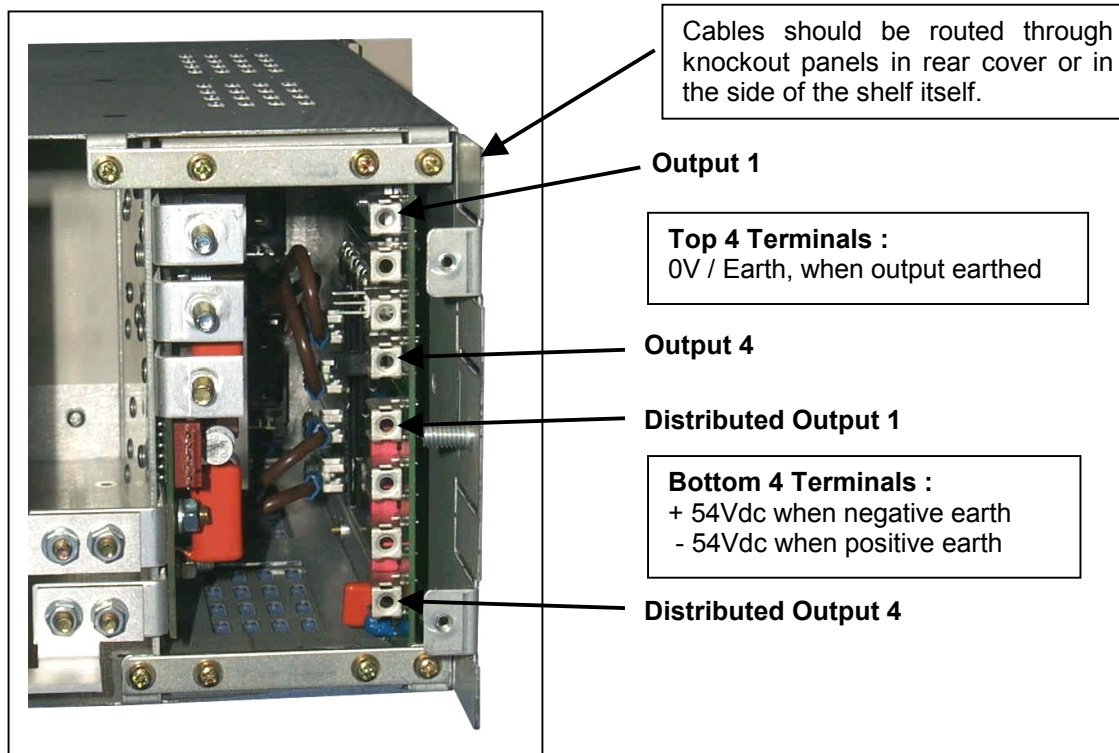 Cables should be routed through
knockout panels in rear cover or in
the side of the shelf itself.
Output 1
Top 4 Terminals :
0V / Earth, when output earthed
Output 4
Distributed Output 1
Bottom 4 Terminals :
+ 54Vdc when negative earth
- 54Vdc when positive earth
Distributed Output 4